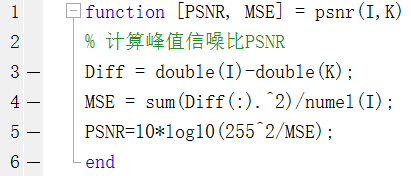 1 function [PSNR, MSE] = psnr(I,K)
2 % 计算峰值信噪比PSNR
3 — Diff = double(I)-double(K);
4 — MSE = sum(Diff(:).^2)/numel(I);
5 — PSNR=10*log10(255^2/MSE);
6 — end